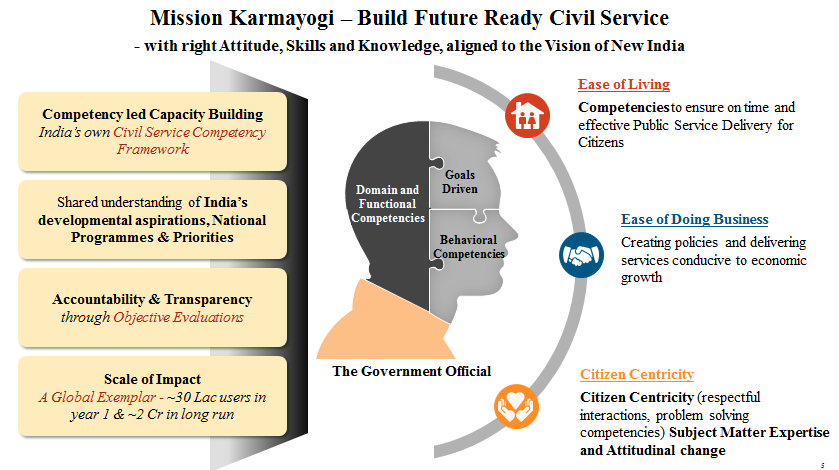 Mission Karmayogi – Build Future Ready Civil Service
- with right Attitude, Skills and Knowledge, aligned to the Vision of New India
Competency led Capacity Building
India's own Civil Service Competency
Framework
Shared understanding of India's
developmental aspirations, National
Programmes & Priorities
Accountability & Transparency
through Objective Evaluations
Scale of Impact
A Global Exemplar - ~30 Lac users in
year 1 & ~2 Cr in long run
Domain and
Functional
Competencies
Goals
Driven
Behavioral
Competencies
The Government Official
Ease of Living
Competencies to ensure on time and
effective Public Service Delivery for
Citizens
Ease of Doing Business
Creating policies and delivering
services conducive to economic
growth
Citizen Centricity
Citizen Centricity (respectful
interactions, problem solving
competencies) Subject Matter Expertise
and Attitudinal change
5